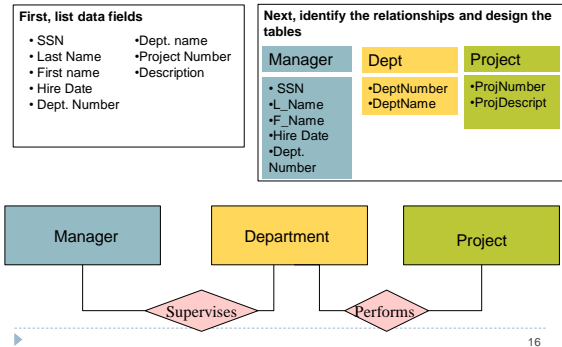 First, list data fields
• SSN
• Last Name
• First name
• Hire Date
• Dept. Number
•Dept. name
•Project Number
•Description
Next, identify the relationships and design the
tables
Manager
• SSN
•L_Name
•F_Name
•Hire Date
•Dept.
Number
Dept
•DeptNumber
•DeptName
Project
•ProjNumber
•ProjDescript
Manager
Department
Project
Supervises
Performs
16